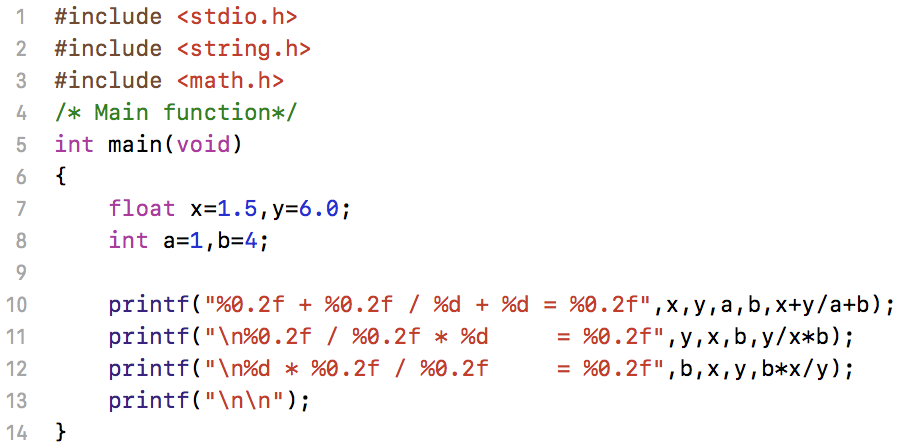 1 #include <stdio.h>
2 #include <string.h>
3 #include <math.h>
4 /* Main function*/
5 int main(void)
6 {
7     float x=1.5,y=6.0;
8     int a=1,b=4;
9
10     printf("%0.2f + %0.2f / %d + %d = %0.2f",x,y,a,b,x+y/a+b);
11     printf("\n%0.2f / %0.2f * %d     = %0.2f",y,x,b,y/x*b);
12     printf("\n%d * %0.2f / %0.2f     = %0.2f",b,x,y,b*x/y);
13     printf("\n\n");
14 }